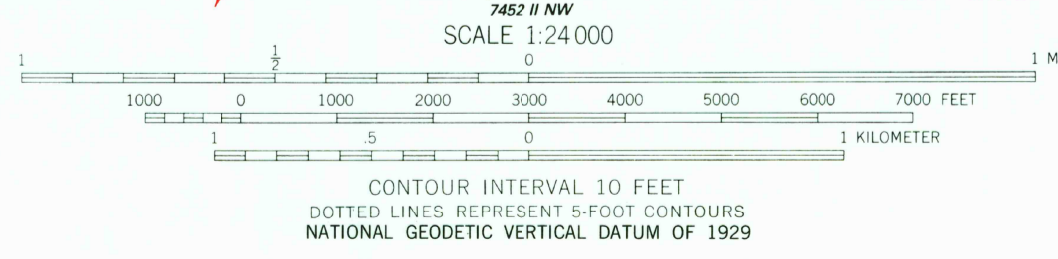 7452 II NW
SCALE 1:24 000
1 1/2 0 1 M
1000 0 1000 2000 3000 4000 5000 6000 7000 FEET
1 .5 0 1 KILOMETER
CONTOUR INTERVAL 10 FEET
DOTTED LINES REPRESENT 5-FOOT CONTOURS
NATIONAL GEODETIC VERTICAL DATUM OF 1929